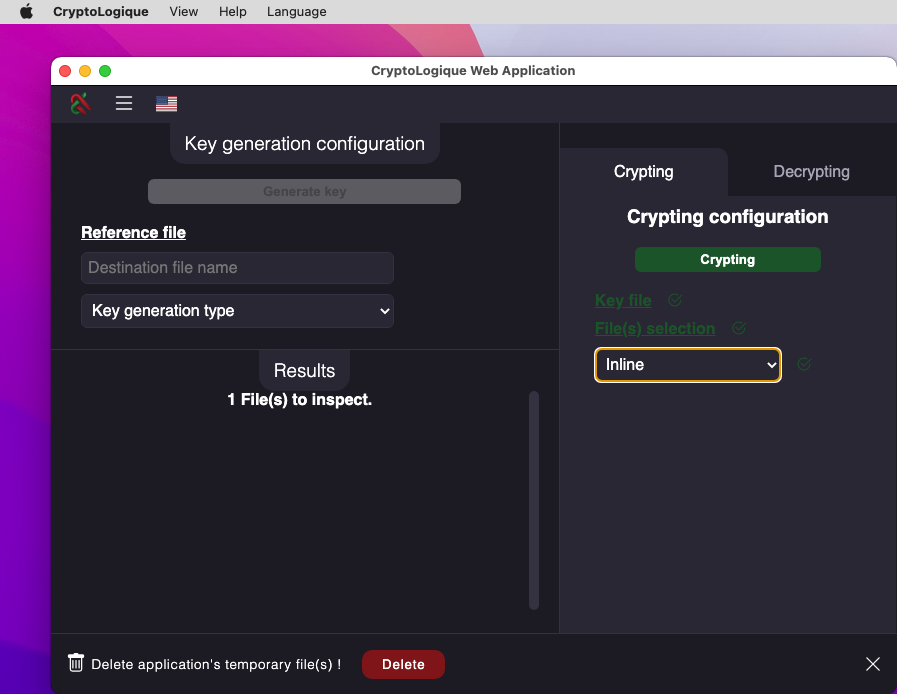 CryptoLogique View Help Language
CryptoLogique Web Application
Key generation configuration
Generate key
Reference file
Destination file name
Key generation type
Results
1 File(s) to inspect.
Crypting Decrypting
Crypting configuration
Crypting
Key file
File(s) selection
Inline
Delete application's temporary file(s) !
Delete